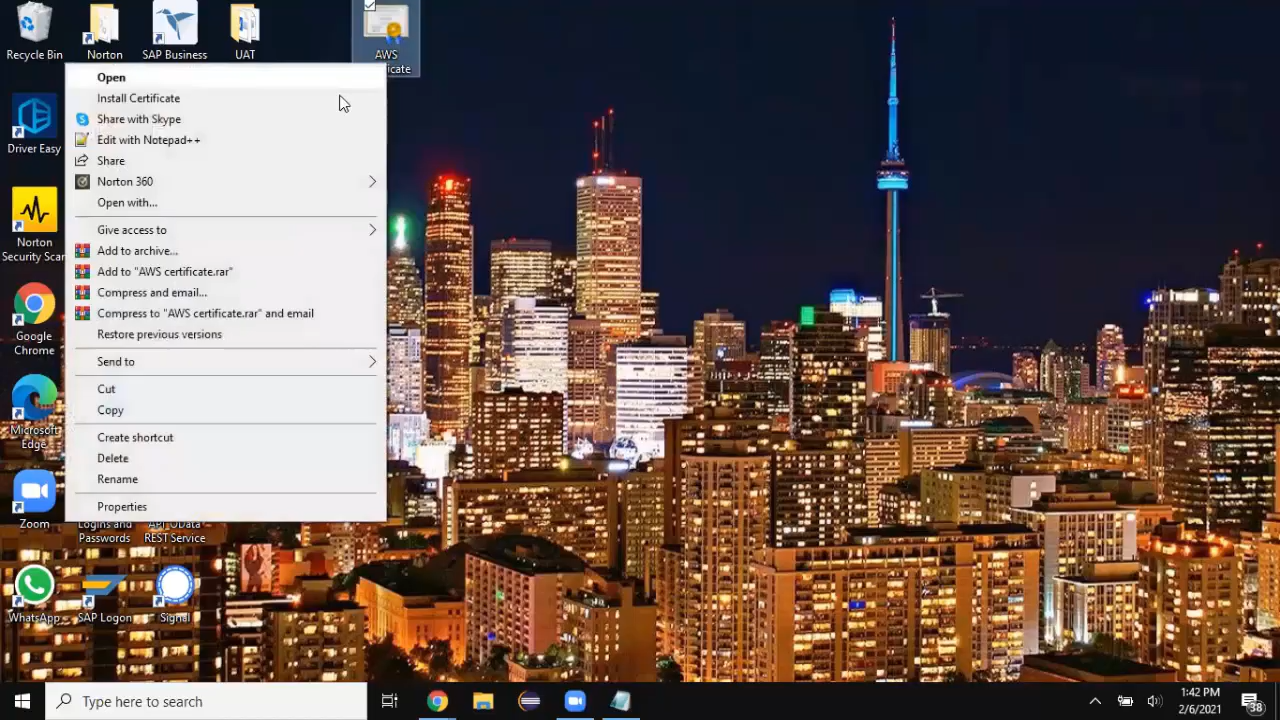 Recycle Bin
Norton
SAP Business
UAT
AWS
icate
Open
Install Certificate
Share with Skype
Edit with Notepad++
Share
Norton 360
Open with...
Give access to
Add to archive...
Add to "AWS certificate.rar"
Compress and email...
Compress to "AWS certificate.rar" and email
Restore previous versions
Send to
Cut
Copy
Create shortcut
Delete
Rename
Properties
Driver Easy
Norton
Security Scan
Google
Chrome
Microsoft
Edge
Zoom
Logins and
Passwords
API_OData
REST Service
WhatsApp
SAP Logon
Signal
Type here to search
1:42 PM
2/6/2021
38